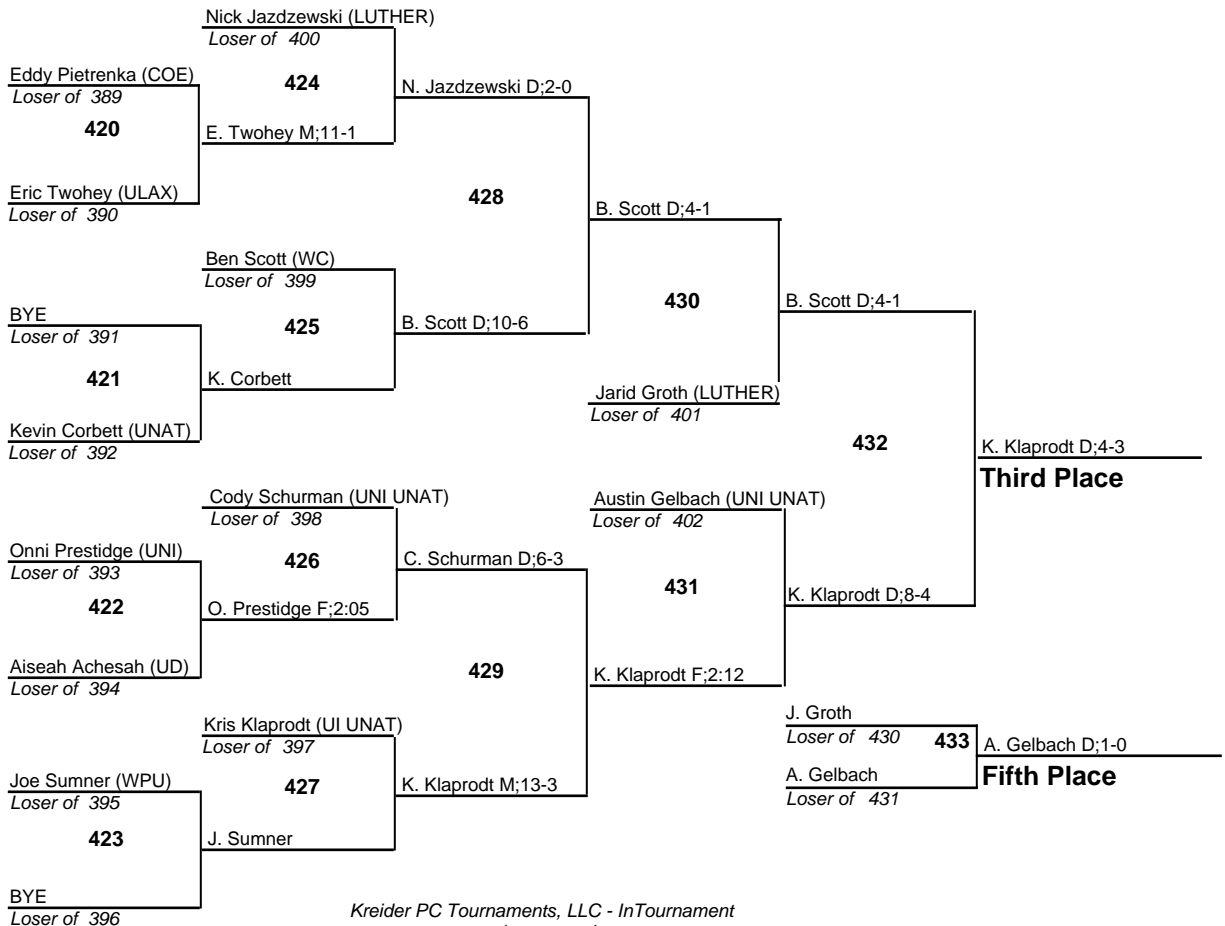 Nick Jazdzewski (LUTHER)
Loser of 400
Eddy Pietrenka (COE)
Loser of 389
424
N. Jazdzewski D;2-0
420
E. Twohey M;11-1
Eric Twohey (ULAX)
Loser of 390
428
B. Scott D;4-1
Ben Scott (WC)
Loser of 399
BYE
Loser of 391
425
B. Scott D;10-6
430
B. Scott D;4-1
421
K. Corbett
Jarid Groth (LUTHER)
Loser of 401
Kevin Corbett (UNAT)
Loser of 392
432
K. Klaprodt D;4-3
Third Place
Cody Schurman (UNI UNAT)
Loser of 398
Austin Gelbach (UNI UNAT)
Loser of 402
Onni Prestidge (UNI)
Loser of 393
426
C. Schurman D;6-3
431
K. Klaprodt D;8-4
422
O. Prestidge F;2:05
Aiseah Achesah (UD)
Loser of 394
429
K. Klaprodt F;2:12
Kris Klaprodt (UI UNAT)
Loser of 397
J. Groth
Loser of 430
433
A. Gelbach D;1-0
Fifth Place
A. Gelbach
Loser of 431
Joe Sumner (WPU)
Loser of 395
427
K. Klaprodt M;13-3
423
J. Sumner
BYE
Loser of 396
Kreider PC Tournaments, LLC - InTournament